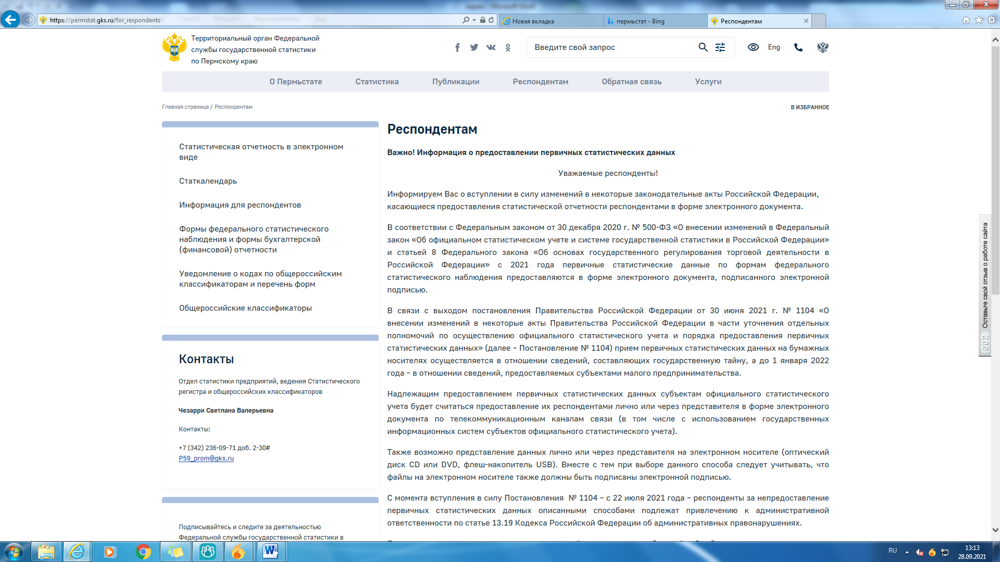 https://permstat.gks.ru/for_respondents
Новая вкладка
пермьстат - Bing
Респондентам
Территориальный орган Федеральной
службы государственной статистики
по Пермскому краю
Введите свой запрос
Eng
О Пермьстате
Статистика
Публикации
Респондентам
Обратная связь
Услуги
Главная страница / Респондентам
В ИЗБРАННОЕ
Статистическая отчетность в электронном
виде
Статкалендарь
Информация для респондентов
Формы федерального статистического
наблюдения и формы бухгалтерской
(финансовой) отчетности
Уведомление о кодах по общероссийским
классификаторам и перечень форм
Общероссийские классификаторы
Контакты
Отдел статистики предприятий, ведения Статистического
регистра и общероссийских классификаторов
Чезарри Светлана Валерьевна
Контакты:
+7 (342) 236-09-71 доб. 2-30#
P59_prom@gks.ru
Подписывайтесь и следите за деятельностью
Федеральной службы государственной статистики в
Респондентам
Важно! Информация о предоставлении первичных статистических данных
Уважаемые респонденты!
Информируем Вас о вступлении в силу изменений в некоторые законодательные акты Российской Федерации,
касающиеся предоставления статистической отчетности респондентами в форме электронного документа.
В соответствии с Федеральным законом от 30 декабря 2020 г. № 500-ФЗ «О внесении изменений в Федеральный
закон «Об официальном статистическом учете и системе государственной статистики в Российской Федерации»
и статьей 8 Федерального закона «Об основах государственного регулирования торговой деятельности в
Российской Федерации» с 2021 года первичные статистические данные по формам федерального
статистического наблюдения предоставляются в форме электронного документа, подписанного электронной
подписью.
В связи с выходом постановления Правительства Российской Федерации от 30 июня 2021 г. № 1104 «О
внесении изменений в некоторые акты Правительства Российской Федерации в части уточнения отдельных
полномочий по осуществлению официального статистического учета и порядка предоставления первичных
статистических данных» (далее – Постановление № 1104) прием первичных статистических данных на бумажных
носителях осуществляется в отношении сведений, составляющих государственную тайну, а до 1 января 2022
года – в отношении сведений, предоставляемых субъектами малого предпринимательства.
Надлежащим предоставлением первичных статистических данных субъектам официального статистического
учета будет считаться предоставление их респондентами лично или через представителя в форме электронного
документа по телекоммуникационным каналам связи (в том числе с использованием государственных
информационных систем субъектов официального статистического учета).
Также возможно представление данных лично или через представителя на электронном носителе (оптический
диск CD или DVD, флеш-накопитель USB). Вместе с тем при выборе данного способа следует учитывать, что
файлы на электронном носителе также должны быть подписаны электронной подписью.
С момента вступления в силу Постановления № 1104 – с 22 июля 2021 года – респонденты за непредоставление
первичных статистических данных описанными способами подлежат привлечению к административной
ответственности по статье 13.19 Кодекса Российской Федерации об административных правонарушениях.
Оставьте свой отзыв о работе сайта
002
RU
13:13
28.09.2021